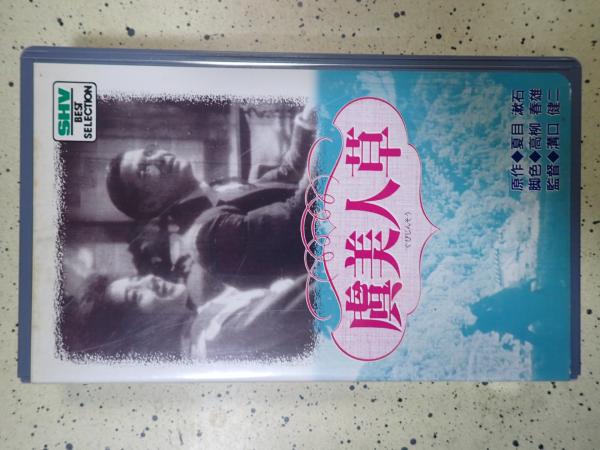 SHV
BEST
SELECTION
虞美人草
ぐびじんそう
原作◆夏目 漱石
脚色◆高柳 春雄
監督◆溝口 健二